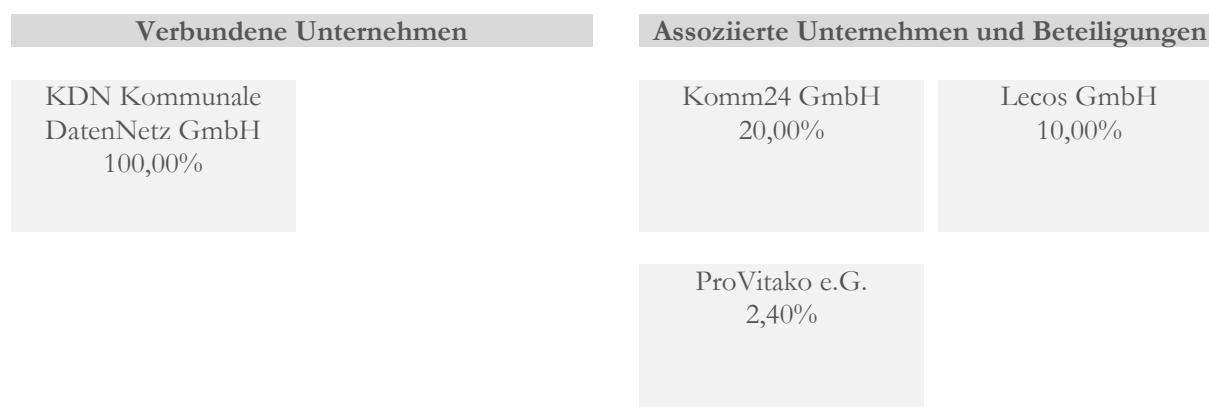 Verbundene Unternehmen
KDN Kommunale
DatenNetz GmbH
100,00%
Assoziierte Unternehmen und Beteiligungen
Komm24 GmbH
20,00%
Lecos GmbH
10,00%
ProVitako e.G.
2,40%